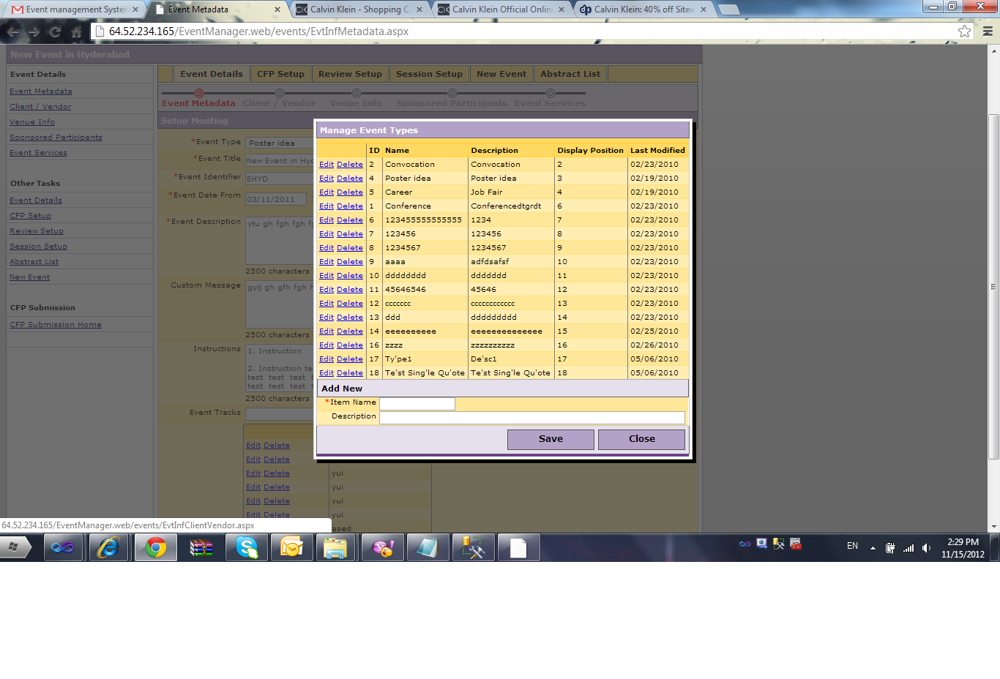 Event management System
Event Metadata
Calvin Klein - Shopping C
Calvin Klein Official Onlin
Calvin Klein: 40% off Sitew
64.52.234.165/EventManager.web/events/EvtInfMetadata.aspx
New Event in Hyderabad
Event Details
Event Metadata
Client / Vendor
Venue Info
Sponsored Participants
Event Services
Other Tasks
Event Details
CFP Setup
Review Setup
Session Setup
Abstract List
New Event
CFP Submission
CFP Submission Home
Event Details CFP Setup Review Setup Session Setup New Event Abstract List
Event Metadata Client / Vendor Venue Info Sponsored Participants Event Services
Setup Meeting
*Event Type Poster idea
*Event Title New Event in Hyd
*Event Identifier EHYD
*Event Date From 03/11/2011
*Event Description ytu gh fgh fgh fg
2500 characters
Custom Message gyij gh gfh fgh h
2500 characters
Instructions 1. Instruction
2. Instruction te
test test test t
test test test t
2500 characters
Event Tracks
Edit Delete
Edit Delete
Edit Delete yui
Edit Delete yui
Edit Delete yui
Edit Delete yui
ased
Manage Event Types
ID Name Description Display Position Last Modified
Edit Delete 2 Convocation Convocation 2 02/23/2010
Edit Delete 4 Poster idea Poster idea 3 02/19/2010
Edit Delete 5 Career Job Fair 4 02/19/2010
Edit Delete 1 Conference Conferencedtgrdt 6 02/23/2010
Edit Delete 6 123455555555555 1234 7 02/23/2010
Edit Delete 7 123456 123456 8 02/23/2010
Edit Delete 8 1234567 1234567 9 02/23/2010
Edit Delete 9 aaaa adfdsafsf 10 02/23/2010
Edit Delete 10 dddddddd ddddddd 11 02/23/2010
Edit Delete 11 45646546 45646 12 02/23/2010
Edit Delete 12 ccccccc cccccccccccc 13 02/23/2010
Edit Delete 13 ddd ddddddddd 14 02/23/2010
Edit Delete 14 eeeeeeeeee eeeeeeeeeeeeee 15 02/25/2010
Edit Delete 16 zzzz zzzzzzzzzz 16 02/26/2010
Edit Delete 17 Ty'pe1 De'sc1 17 05/06/2010
Edit Delete 18 Te'st Sing'le Qu'ote Te'st Sing'le Qu'ote 18 05/06/2010
Add New
*Item Name
Description
Save Close
64.52.234.165/EventManager.web/events/EvtInfClientVendor.aspx
EN
2:29 PM
11/15/2012